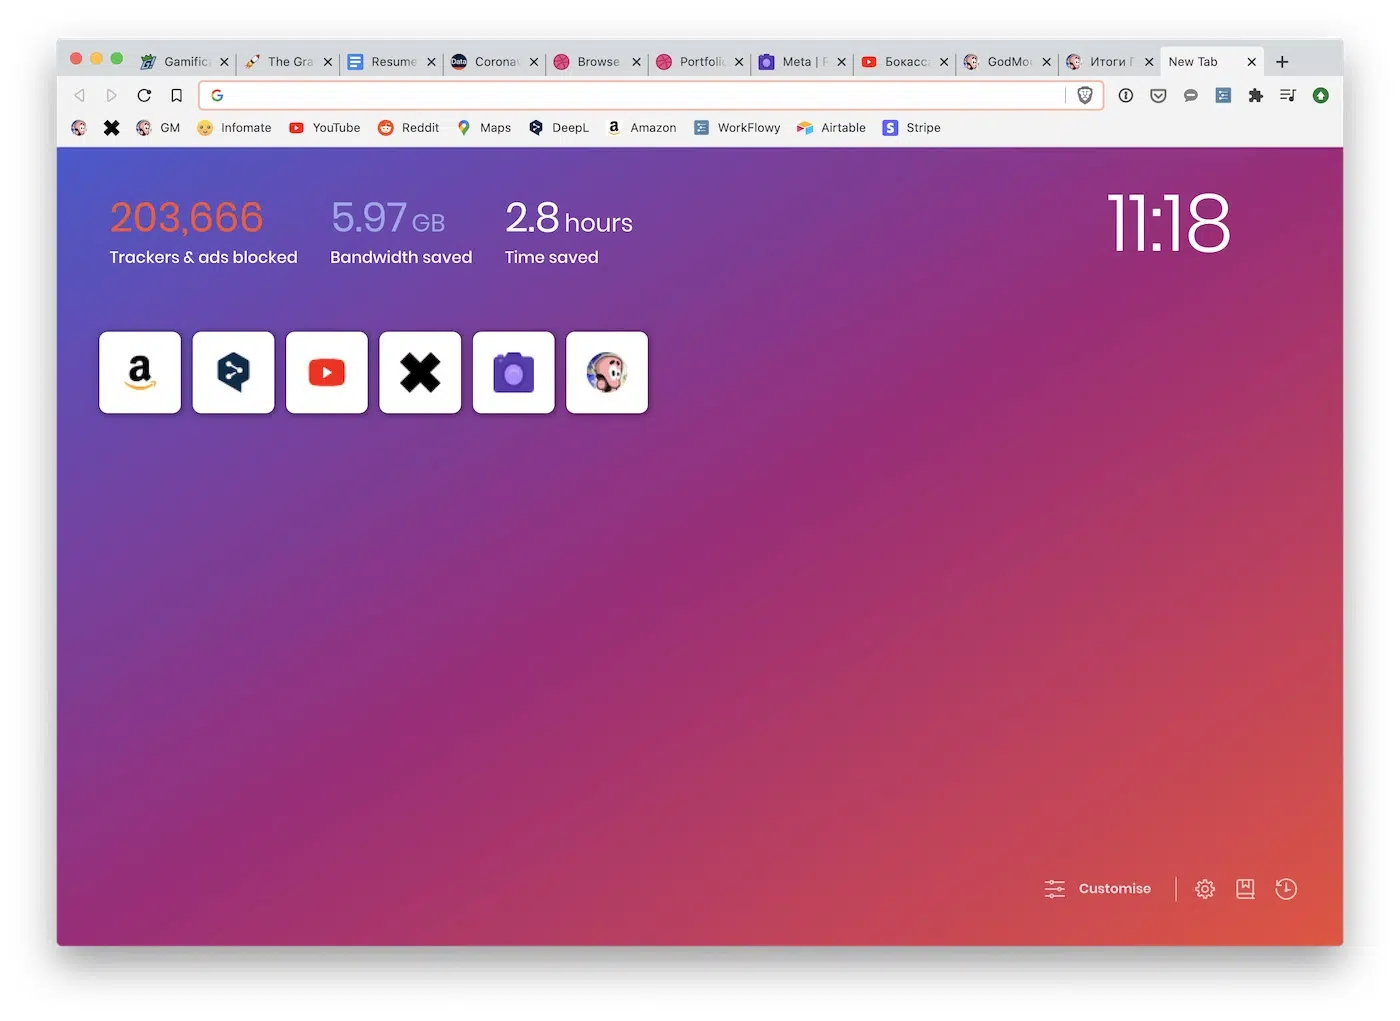 Gamific The Gra Resume Corona Browse Portfoli Meta | Бокасс GodMo Итоги New Tab
GM Infomate YouTube Reddit Maps DeepL Amazon WorkFlowy Airtable Stripe
203,666 5.97 GB 2.8 hours 11:18
Trackers & ads blocked Bandwidth saved Time saved
Customise